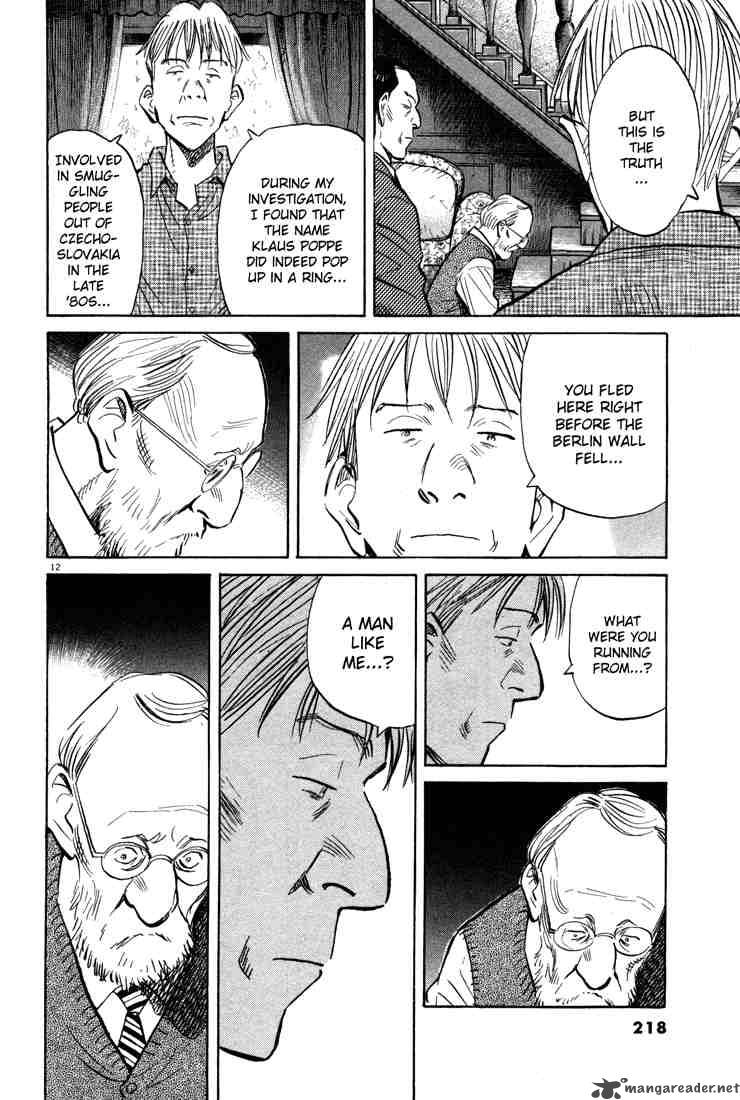 BUT
THIS IS
THE
TRUTH
...
DURING MY
INVESTIGATION,
I FOUND THAT
THE NAME
KLAUS POPPE
DID INDEED POP
UP IN A RING...
INVOLVED
IN SMUG-
GLING
PEOPLE
OUT OF
CZECHO-
SLOVAKIA
IN THE
LATE
'80S...
YOU FLED
HERE RIGHT
BEFORE THE
BERLIN WALL
FELL...
12
WHAT
WERE YOU
RUNNING
FROM...?
A MAN
LIKE
ME...?
218
mangareader.net